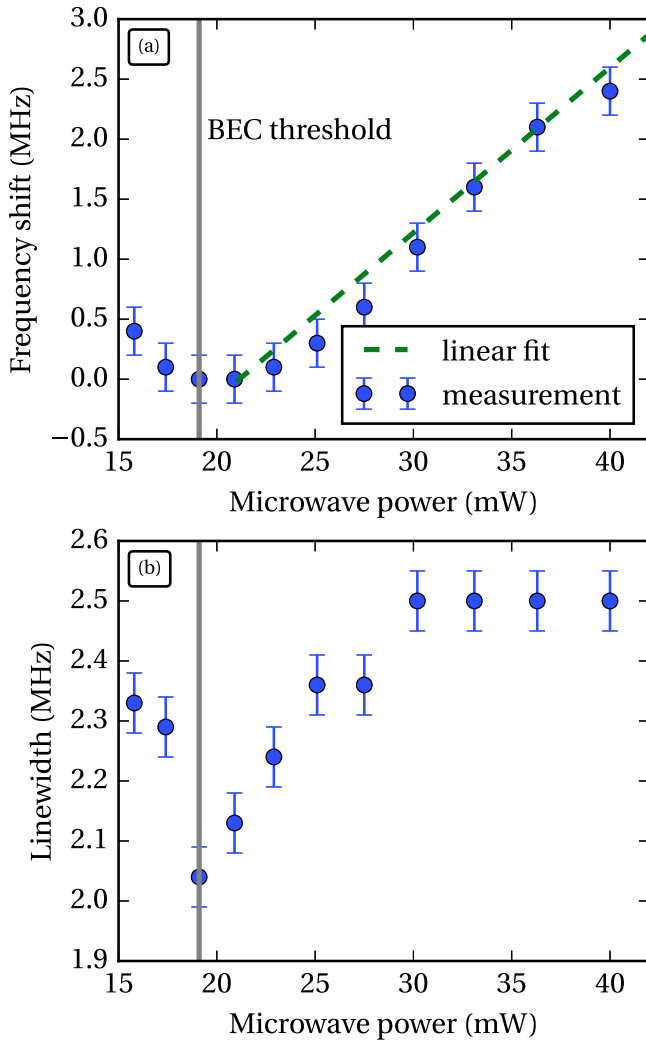 (a)
3.0
2.5
2.0
1.5
1.0
0.5
0.0
−0.5
Frequency shift (MHz)
BEC threshold
linear fit
measurement
15 20 25 30 35 40
Microwave power (mW)
(b)
2.6
2.5
2.4
2.3
2.2
2.1
2.0
1.9
Linewidth (MHz)
15 20 25 30 35 40
Microwave power (mW)